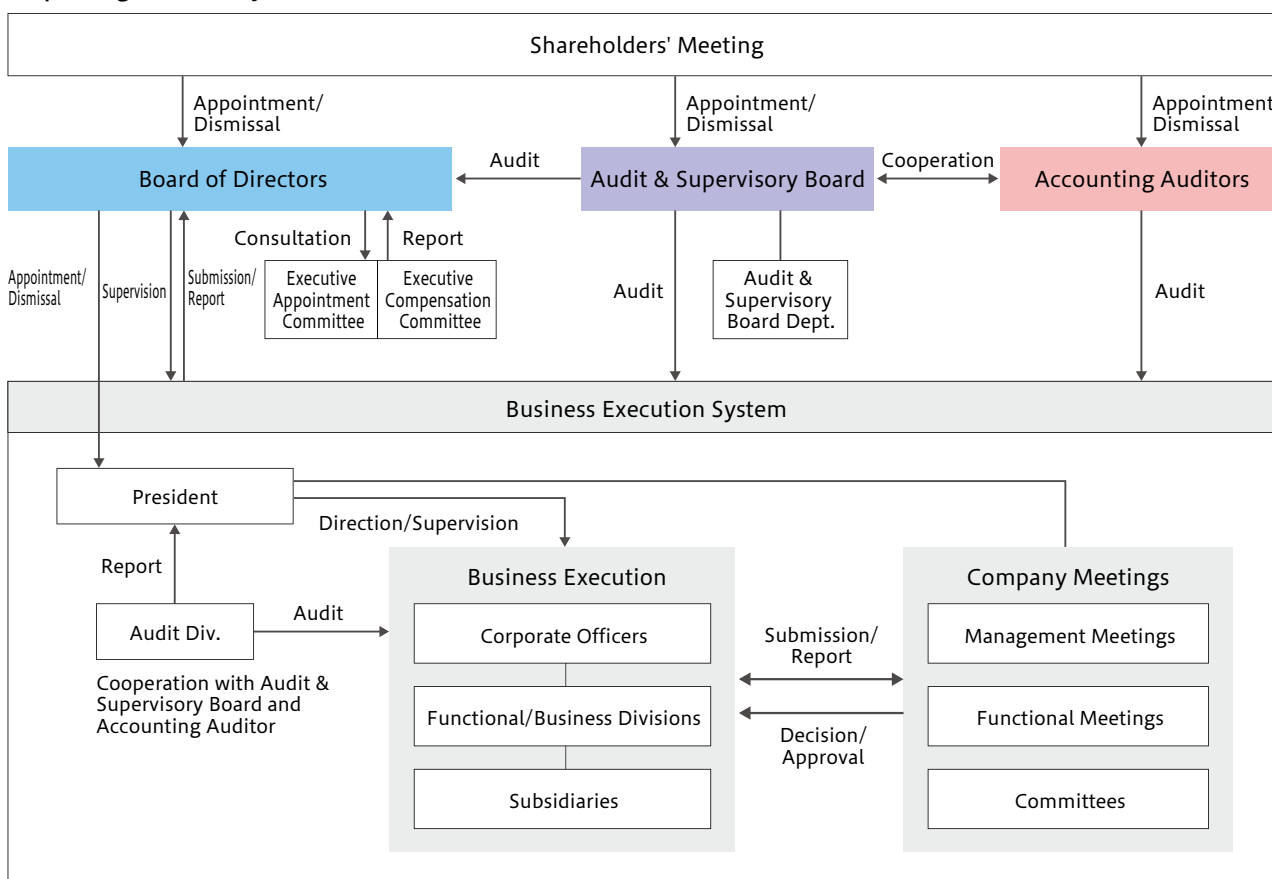 Shareholders' Meeting
Appointment/
Dismissal
Appointment/
Dismissal
Appointment/
Dismissal
Board of Directors
Audit
Audit & Supervisory Board
Cooperation
Accounting Auditors
Appointment/
Dismissal
Supervision
Submission/
Report
Consultation
Report
Executive
Appointment
Committee
Executive
Compensation
Committee
Audit
Audit &
Supervisory
Board Dept.
Audit
Business Execution System
President
Direction/Supervision
Report
Audit Div.
Audit
Cooperation with Audit &
Supervisory Board and
Accounting Auditor
Business Execution
Corporate Officers
Functional/Business Divisions
Subsidiaries
Submission/
Report
Decision/
Approval
Company Meetings
Management Meetings
Functional Meetings
Committees